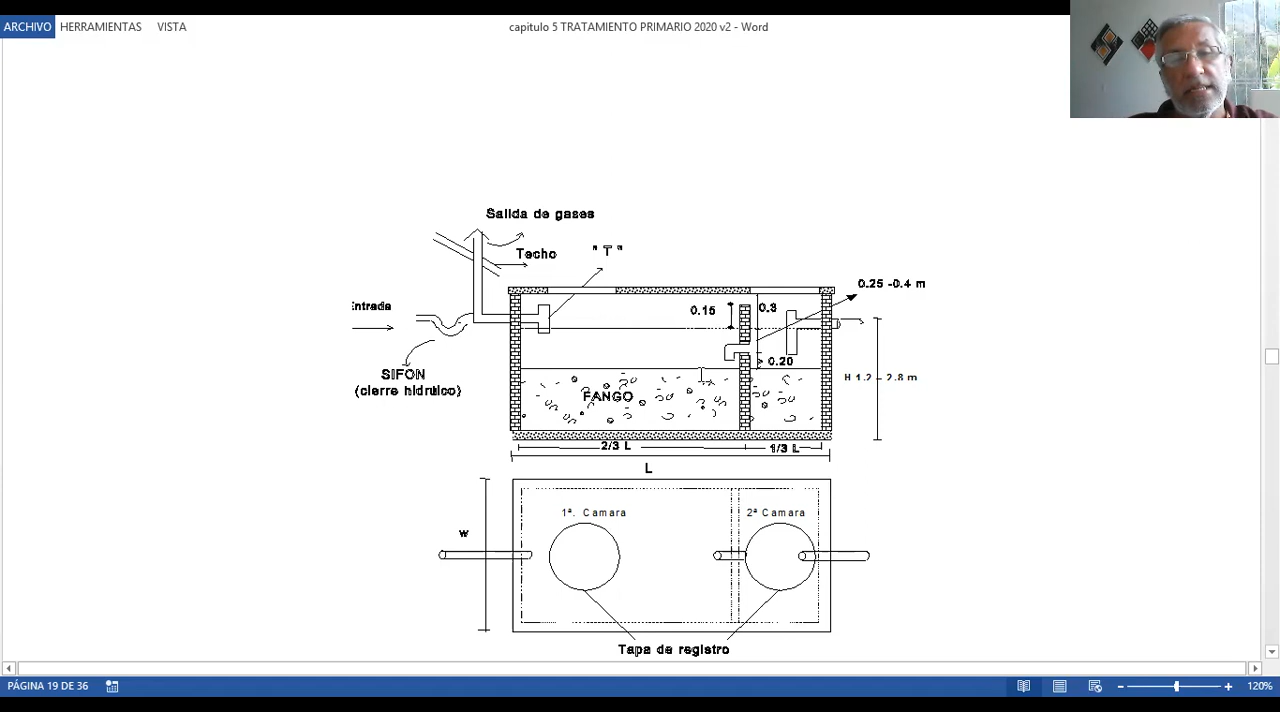 ARCHIVO HERRAMIENTAS VISTA
capitulo 5 TRATAMIENTO PRIMARIO 2020 v2 - Word
Salida de gases
Techo
" T "
0.25 -0.4 m
Entrada
0.15
0.3
SIFON
(cierre hidrulico)
0.20
H 1.2 - 2.8 m
FANGO
2/3 L
1/3 L
L
1ª. Camara
2ª Camara
w
Tapa de registro
PÁGINA 19 DE 36
120%